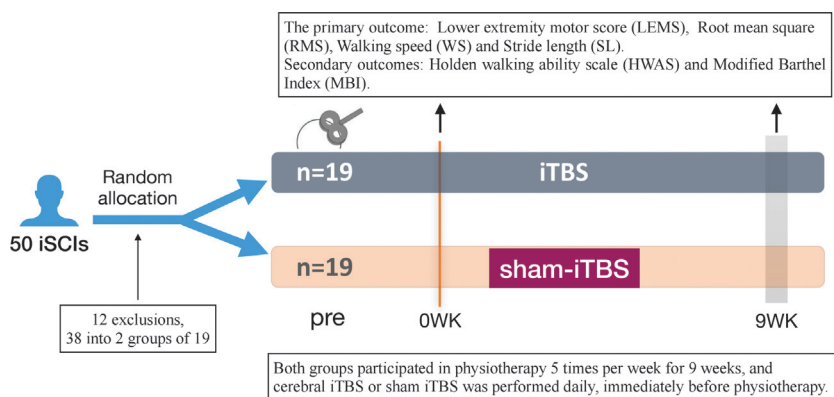 The primary outcome: Lower extremity motor score (LEMS), Root mean square
(RMS), Walking speed (WS) and Stride length (SL).
Secondary outcomes: Holden walking ability scale (HWAS) and Modified Barthel
Index (MBI).
Random
allocation
50 iSCIs
n=19
iTBS
n=19
sham-iTBS
12 exclusions,
38 into 2 groups of 19
pre
0WK
9WK
Both groups participated in physiotherapy 5 times per week for 9 weeks, and
cerebral iTBS or sham iTBS was performed daily, immediately before physiotherapy.